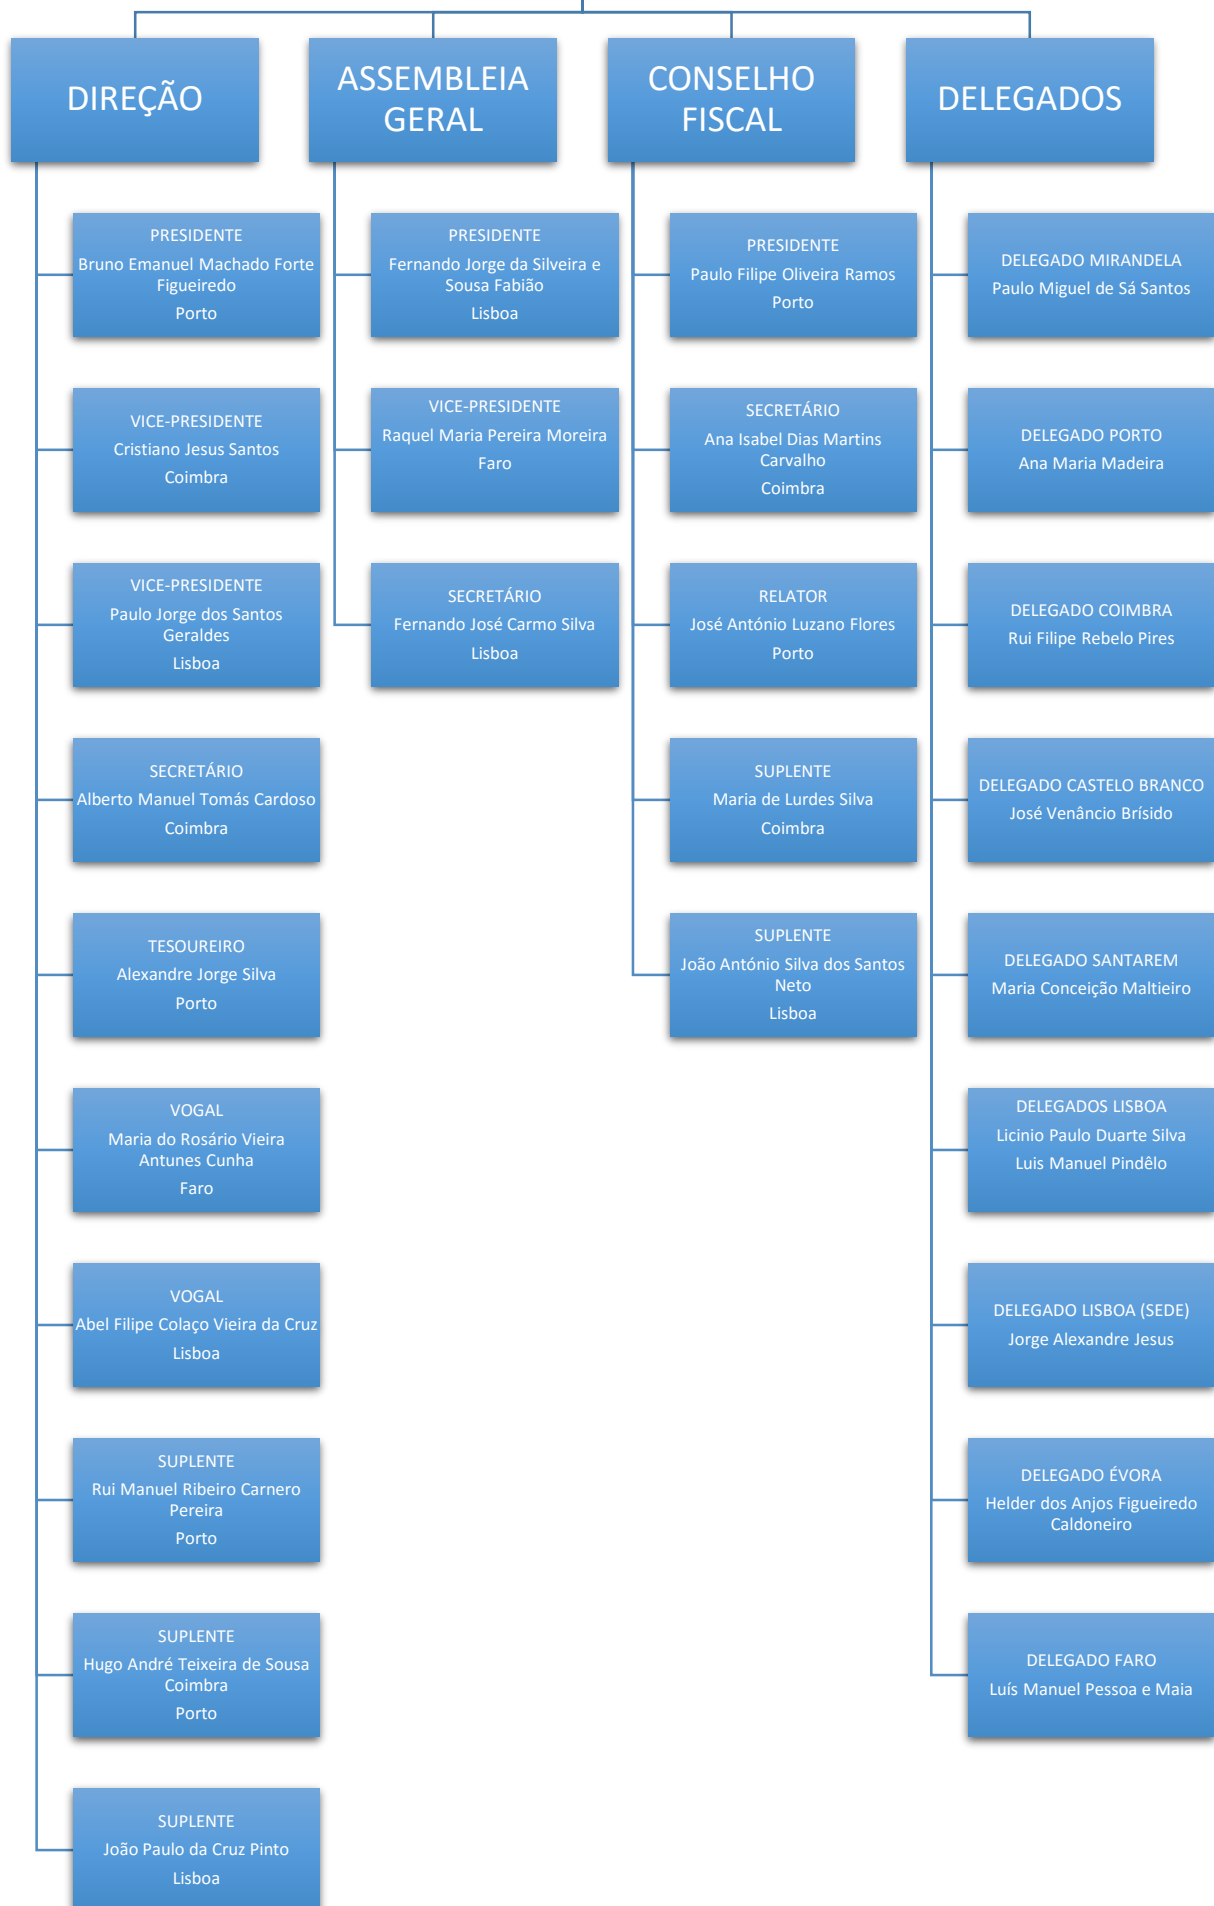 DIREÇÃO
PRESIDENTE
Bruno Emanuel Machado Forte
Figueiredo
Porto
VICE-PRESIDENTE
Cristiano Jesus Santos
Coimbra
VICE-PRESIDENTE
Paulo Jorge dos Santos
Geraldes
Lisboa
SECRETÁRIO
Alberto Manuel Tomás Cardoso
Coimbra
TESOUREIRO
Alexandre Jorge Silva
Porto
VOGAL
Maria do Rosário Vieira
Antunes Cunha
Faro
VOGAL
Abel Filipe Colaço Vieira da Cruz
Lisboa
SUPLENTE
Rui Manuel Ribeiro Carnero
Pereira
Porto
SUPLENTE
Hugo André Teixeira de Sousa
Coimbra
Porto
SUPLENTE
João Paulo da Cruz Pinto
Lisboa
ASSEMBLEIA
GERAL
PRESIDENTE
Fernando Jorge da Silveira e
Sousa Fabião
Lisboa
VICE-PRESIDENTE
Raquel Maria Pereira Moreira
Faro
SECRETÁRIO
Fernando José Carmo Silva
Lisboa
CONSELHO
FISCAL
PRESIDENTE
Paulo Filipe Oliveira Ramos
Porto
SECRETÁRIO
Ana Isabel Dias Martins
Carvalho
Coimbra
RELATOR
José António Luzano Flores
Porto
SUPLENTE
Maria de Lurdes Silva
Coimbra
SUPLENTE
João António Silva dos Santos
Neto
Lisboa
DELEGADOS
DELEGADO MIRANDELA
Paulo Miguel de Sá Santos
DELEGADO PORTO
Ana Maria Madeira
DELEGADO COIMBRA
Rui Filipe Rebelo Pires
DELEGADO CASTELO BRANCO
José Venâncio Brísido
DELEGADO SANTAREM
Maria Conceição Maltieiro
DELEGADOS LISBOA
Licinio Paulo Duarte Silva
Luis Manuel Pindêlo
DELEGADO LISBOA (SEDE)
Jorge Alexandre Jesus
DELEGADO ÉVORA
Helder dos Anjos Figueiredo
Caldoneiro
DELEGADO FARO
Luís Manuel Pessoa e Maia